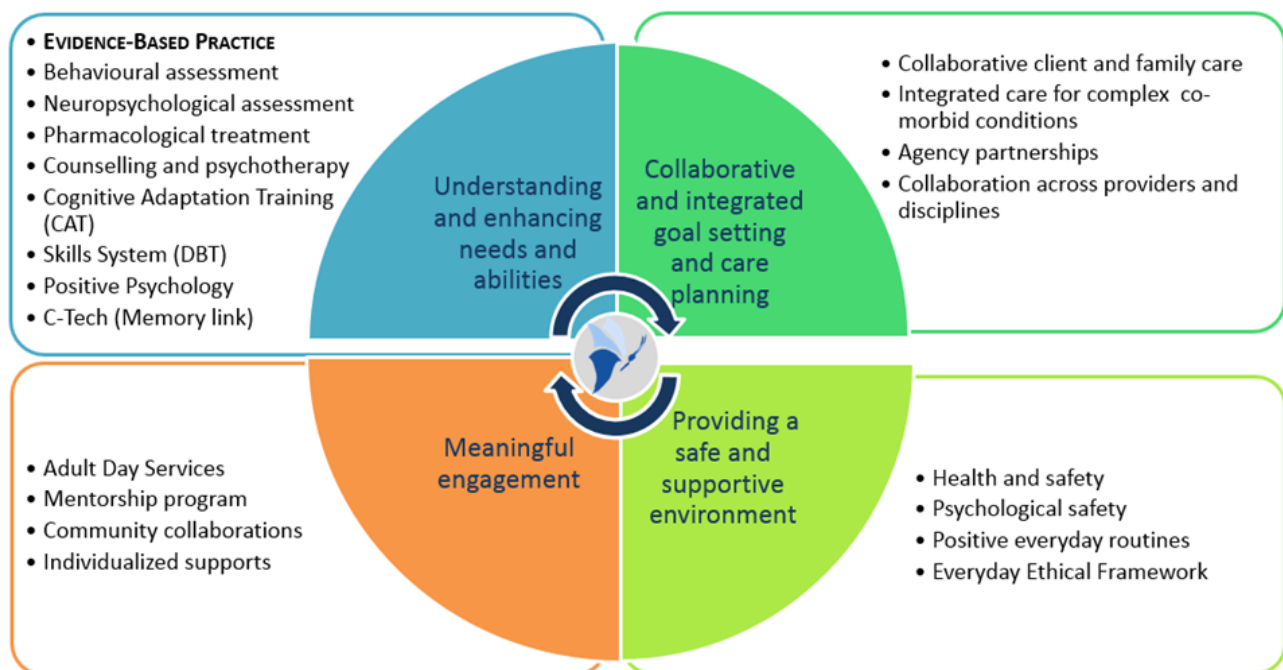 • EVIDENCE-BASED PRACTICE
• Behavioural assessment
• Neuropsychological assessment
• Pharmacological treatment
• Counselling and psychotherapy
• Cognitive Adaptation Training
(CAT)
• Skills System (DBT)
• Positive Psychology
• C-Tech (Memory link)
Understanding
and enhancing
needs and
abilities
Collaborative
and integrated
goal setting
and care
planning
• Collaborative client and family care
• Integrated care for complex co-
morbid conditions
• Agency partnerships
• Collaboration across providers and
disciplines
• Adult Day Services
• Mentorship program
• Community collaborations
• Individualized supports
Meaningful
engagement
Providing a
safe and
supportive
environment
• Health and safety
• Psychological safety
• Positive everyday routines
• Everyday Ethical Framework